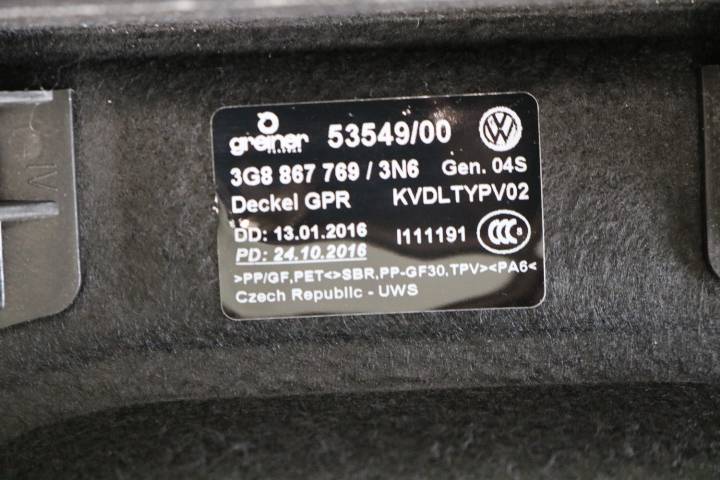 greiner 53549/00
3G8 867 769 / 3N6 Gen. 04S
Deckel GPR KVDLTYPV02
DD: 13.01.2016 I111191
PD: 24.10.2016
>PP/GF,PET<>SBR,PP-GF30,TPV><PA6<
Czech Republic - UWS
IV